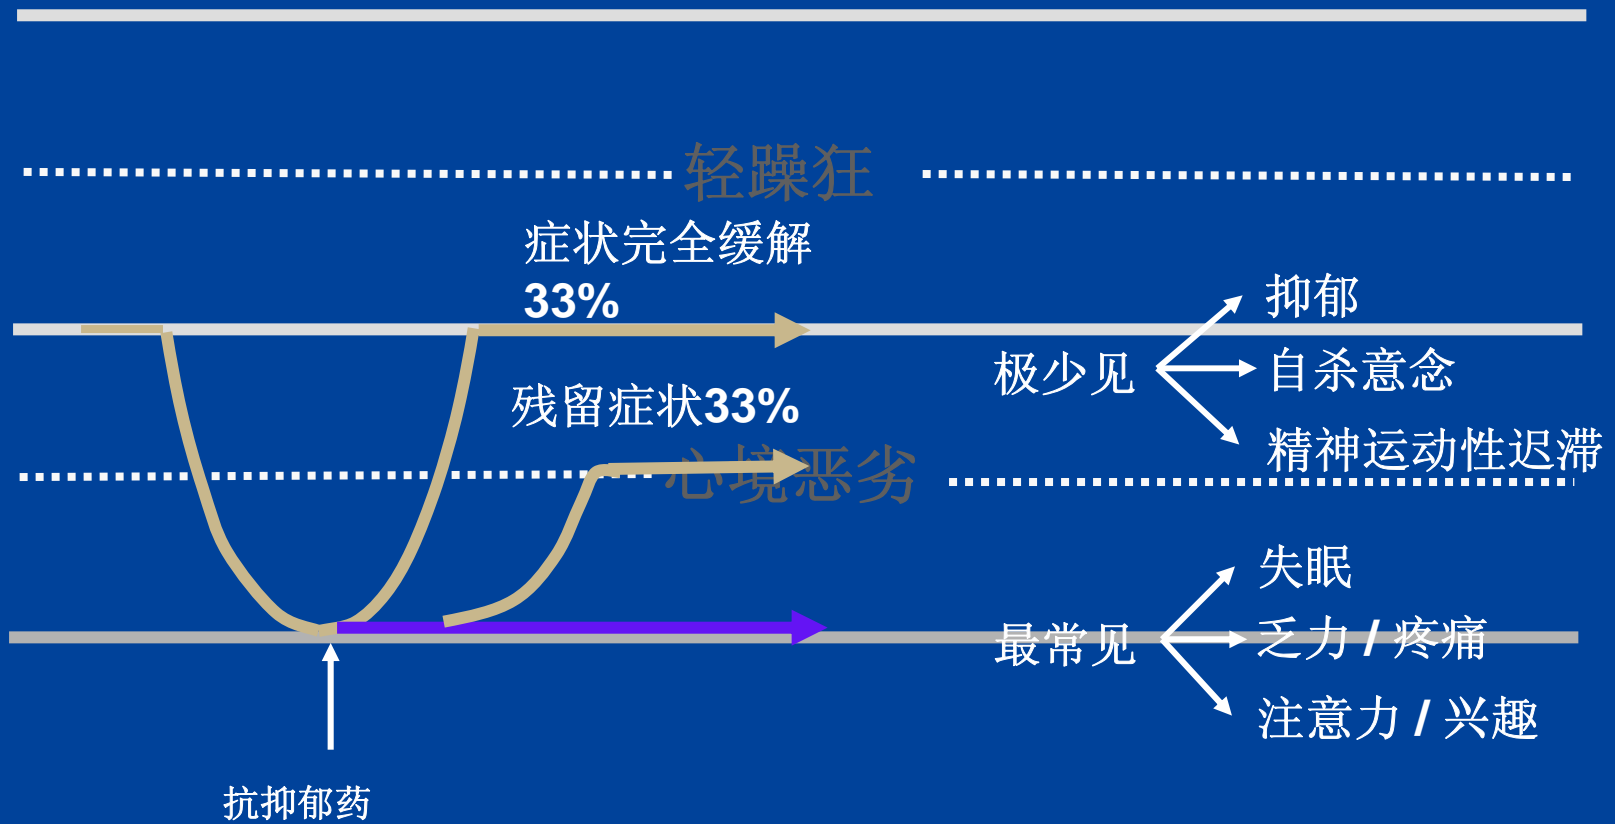 轻躁狂
症状完全缓解
33%
抑郁
极少见
自杀意念
残留症状33%
精神运动性迟滞
心境恶劣
失眠
最常见
乏力 / 疼痛
注意力 / 兴趣
抗抑郁药